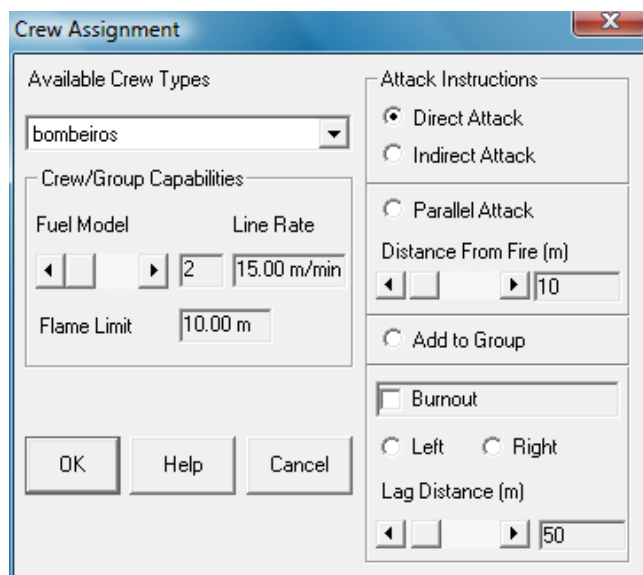 Crew Assignment
Available Crew Types
bombeiros
Crew/Group Capabilities
Fuel Model Line Rate
2 15.00 m/min
Flame Limit 10.00 m
OK Help Cancel
Attack Instructions
Direct Attack
Indirect Attack
Parallel Attack
Distance From Fire (m)
10
Add to Group
Burnout
Left Right
Lag Distance (m)
50